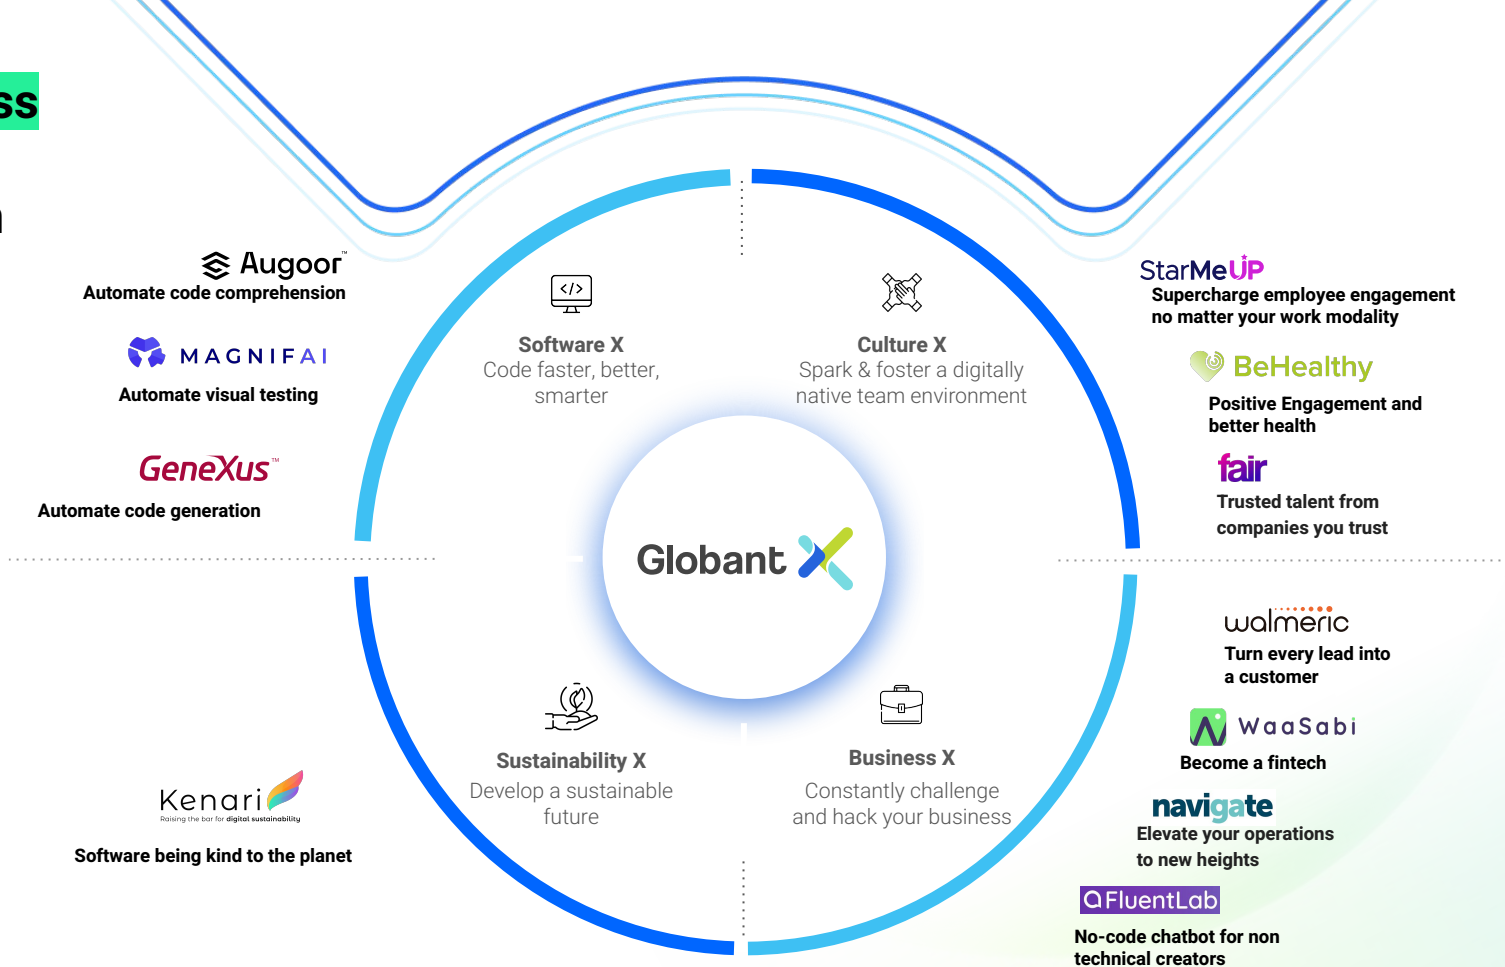 Augoor™
Automate code comprehension
MAGNIFAI
Automate visual testing
GeneXus™
Automate code generation
</>
Software X
Code faster, better,
smarter
Culture X
Spark & foster a digitally
native team environment
StarMeUP
Supercharge employee engagement
no matter your work modality
BeHealthy
Positive Engagement and
better health
fair
Trusted talent from
companies you trust
Globant X
Kenari
Raising the bar for digital sustainability
Software being kind to the planet
Sustainability X
Develop a sustainable
future
Business X
Constantly challenge
and hack your business
walmeric
Turn every lead into
a customer
WaaSabi
Become a fintech
navigate
Elevate your operations
to new heights
FluentLab
No-code chatbot for non
technical creators